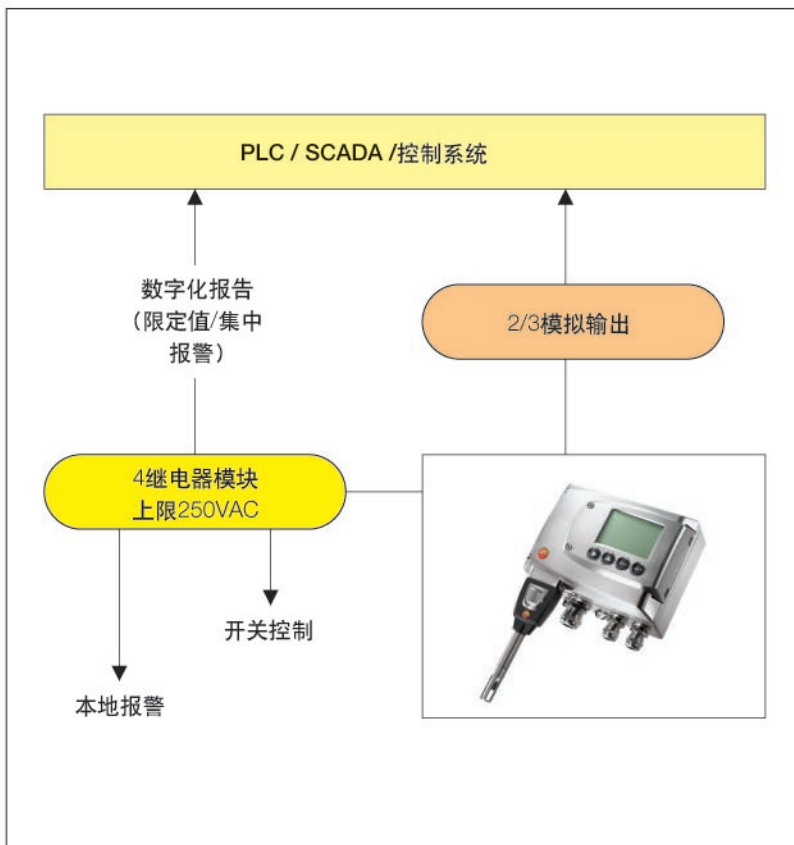 PLC / SCADA /控制系统
数字化报告
（限定值/集中
报警）
2/3模拟输出
4继电器模块
上限250VAC
开关控制
本地报警